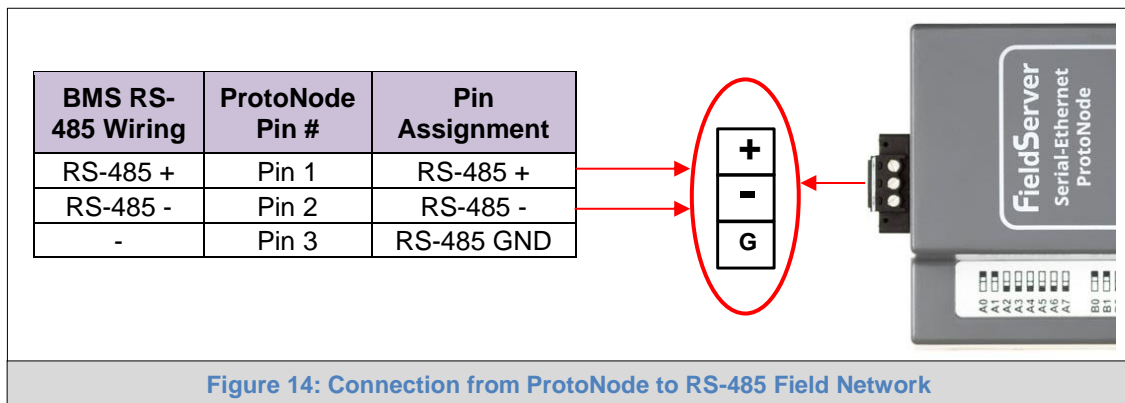 BMS RS-485 Wiring
ProtoNode Pin #
Pin Assignment
RS-485 +
Pin 1
RS-485 +
RS-485 -
Pin 2
RS-485 -
-
Pin 3
RS-485 GND
+
-
G
FieldServer
Serial-Ethernet
ProtoNode
A0
A1
A2
A3
A4
A5
A6
A7
B0
B1
Figure 14: Connection from ProtoNode to RS-485 Field Network